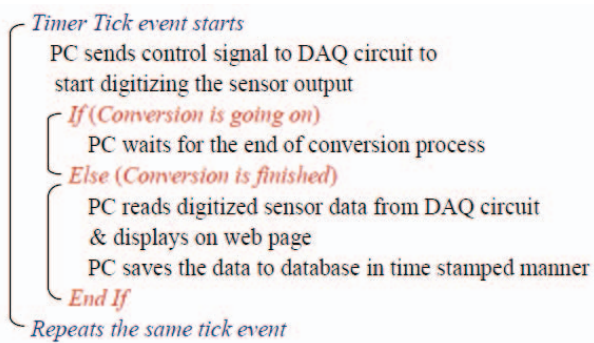 Timer Tick event starts
PC sends control signal to DAQ circuit to
start digitizing the sensor output
If (Conversion is going on)
PC waits for the end of conversion process
Else (Conversion is finished)
PC reads digitized sensor data from DAQ circuit
& displays on web page
PC saves the data to database in time stamped manner
End If
Repeats the same tick event